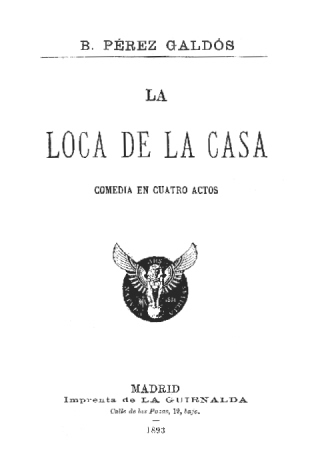 B. PÉREZ GALDÓS
LA
LOCA DE LA CASA
COMEDIA EN CUATRO ACTOS
MADRID
Imprenta de LA GUIRNALDA
Calle de las Pozas, 12, bajo.
1893